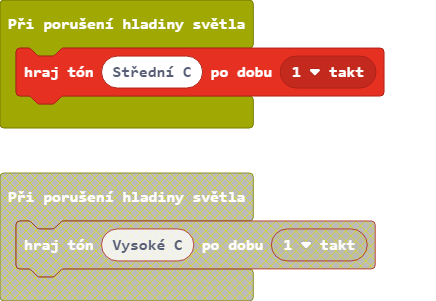 Při porušení hladiny světla
hraj tón Střední C po dobu 1 takt
Při porušení hladiny světla
hraj tón Vysoké C po dobu 1 takt